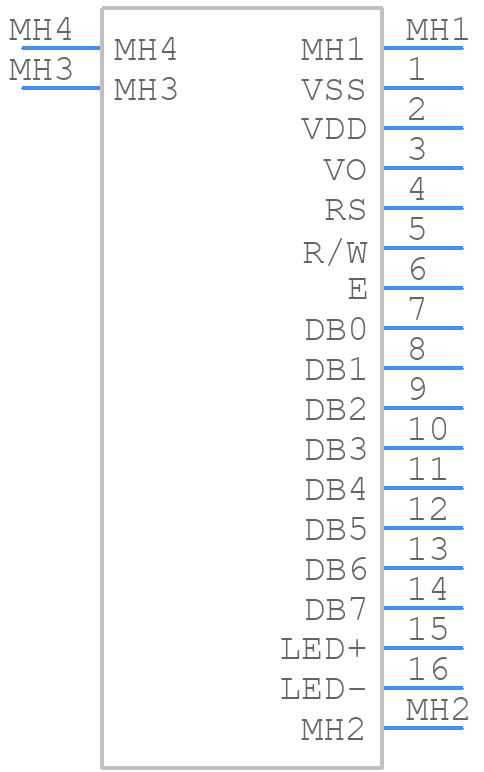 MH4 MH4 MH1 MH1
MH3 MH3 VSS 1
VDD 2
VO 3
RS 4
R/W 5
E 6
DB0 7
DB1 8
DB2 9
DB3 10
DB4 11
DB5 12
DB6 13
DB7 14
LED+ 15
LED- 16
MH2 MH2